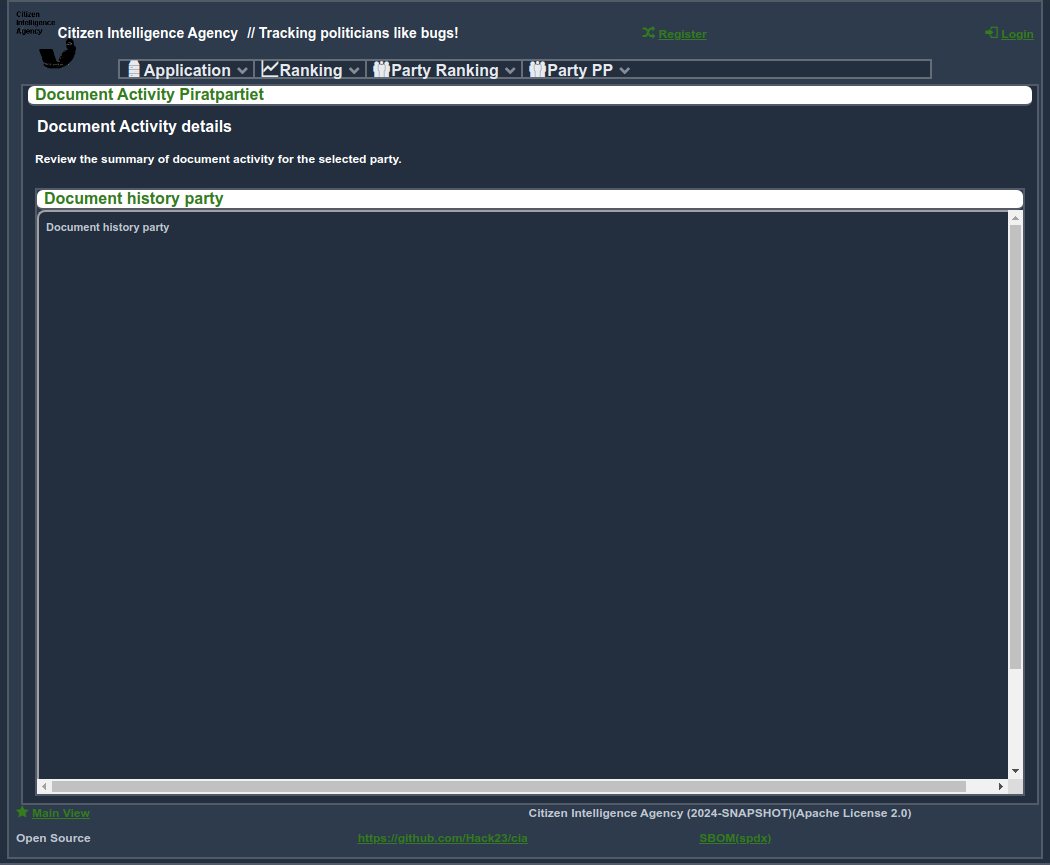 Citizen
Intelligence
Agency
Citizen Intelligence Agency // Tracking politicians like bugs!
Register
Login
Application
Ranking
Party Ranking
Party PP
Document Activity Piratpartiet
Document Activity details
Review the summary of document activity for the selected party.
Document history party
Document history party
Main View
Citizen Intelligence Agency (2024-SNAPSHOT)(Apache License 2.0)
Open Source
https://github.com/Hack23/cia
SBOM(spdx)